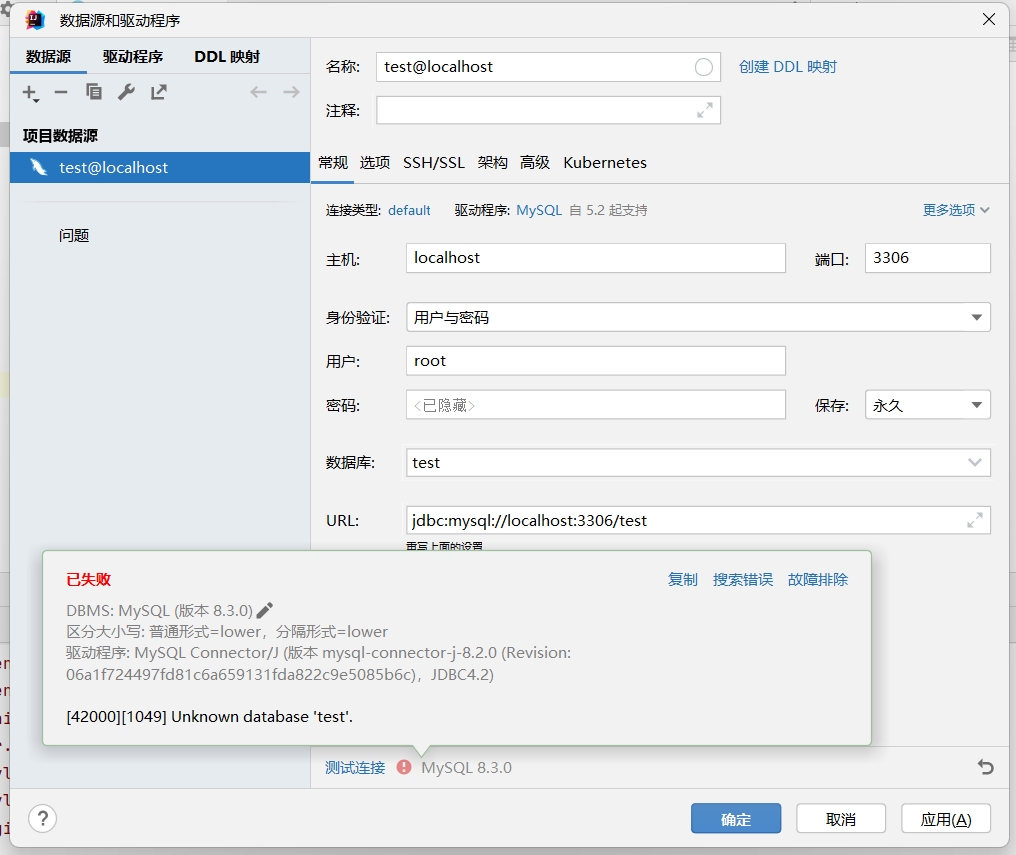 数据源和驱动程序
数据源 驱动程序 DDL 映射
项目数据源
test@localhost
问题
名称: test@localhost 创建 DDL 映射
注释:
常规 选项 SSH/SSL 架构 高级 Kubernetes
连接类型: default 驱动程序: MySQL 自 5.2 起支持 更多选项
主机: localhost 端口: 3306
身份验证: 用户与密码
用户: root
密码: <已隐藏> 保存: 永久
数据库: test
URL: jdbc:mysql://localhost:3306/test
重写上面的设置
已失败 复制 搜索错误 故障排除
DBMS: MySQL (版本 8.3.0)
区分大小写: 普通形式=lower，分隔形式=lower
驱动程序: MySQL Connector/J (版本 mysql-connector-j-8.2.0 (Revision:
06a1f724497fd81c6a659131fda822c9e5085b6c)，JDBC4.2)
[42000][1049] Unknown database 'test'.
测试连接 MySQL 8.3.0
? 确定 取消 应用(A)